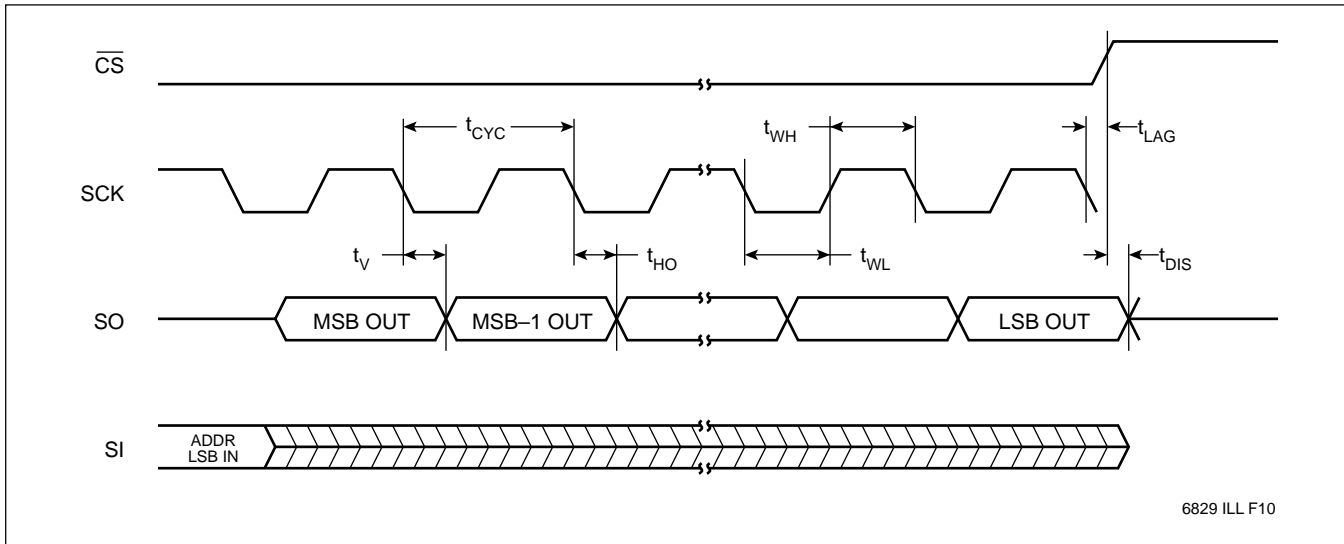 CS
tCYC
tWH
tLAG
SCK
tV
tHO
tWL
tDIS
SO
MSB OUT
MSB–1 OUT
LSB OUT
SI
ADDR
LSB IN
6829 ILL F10